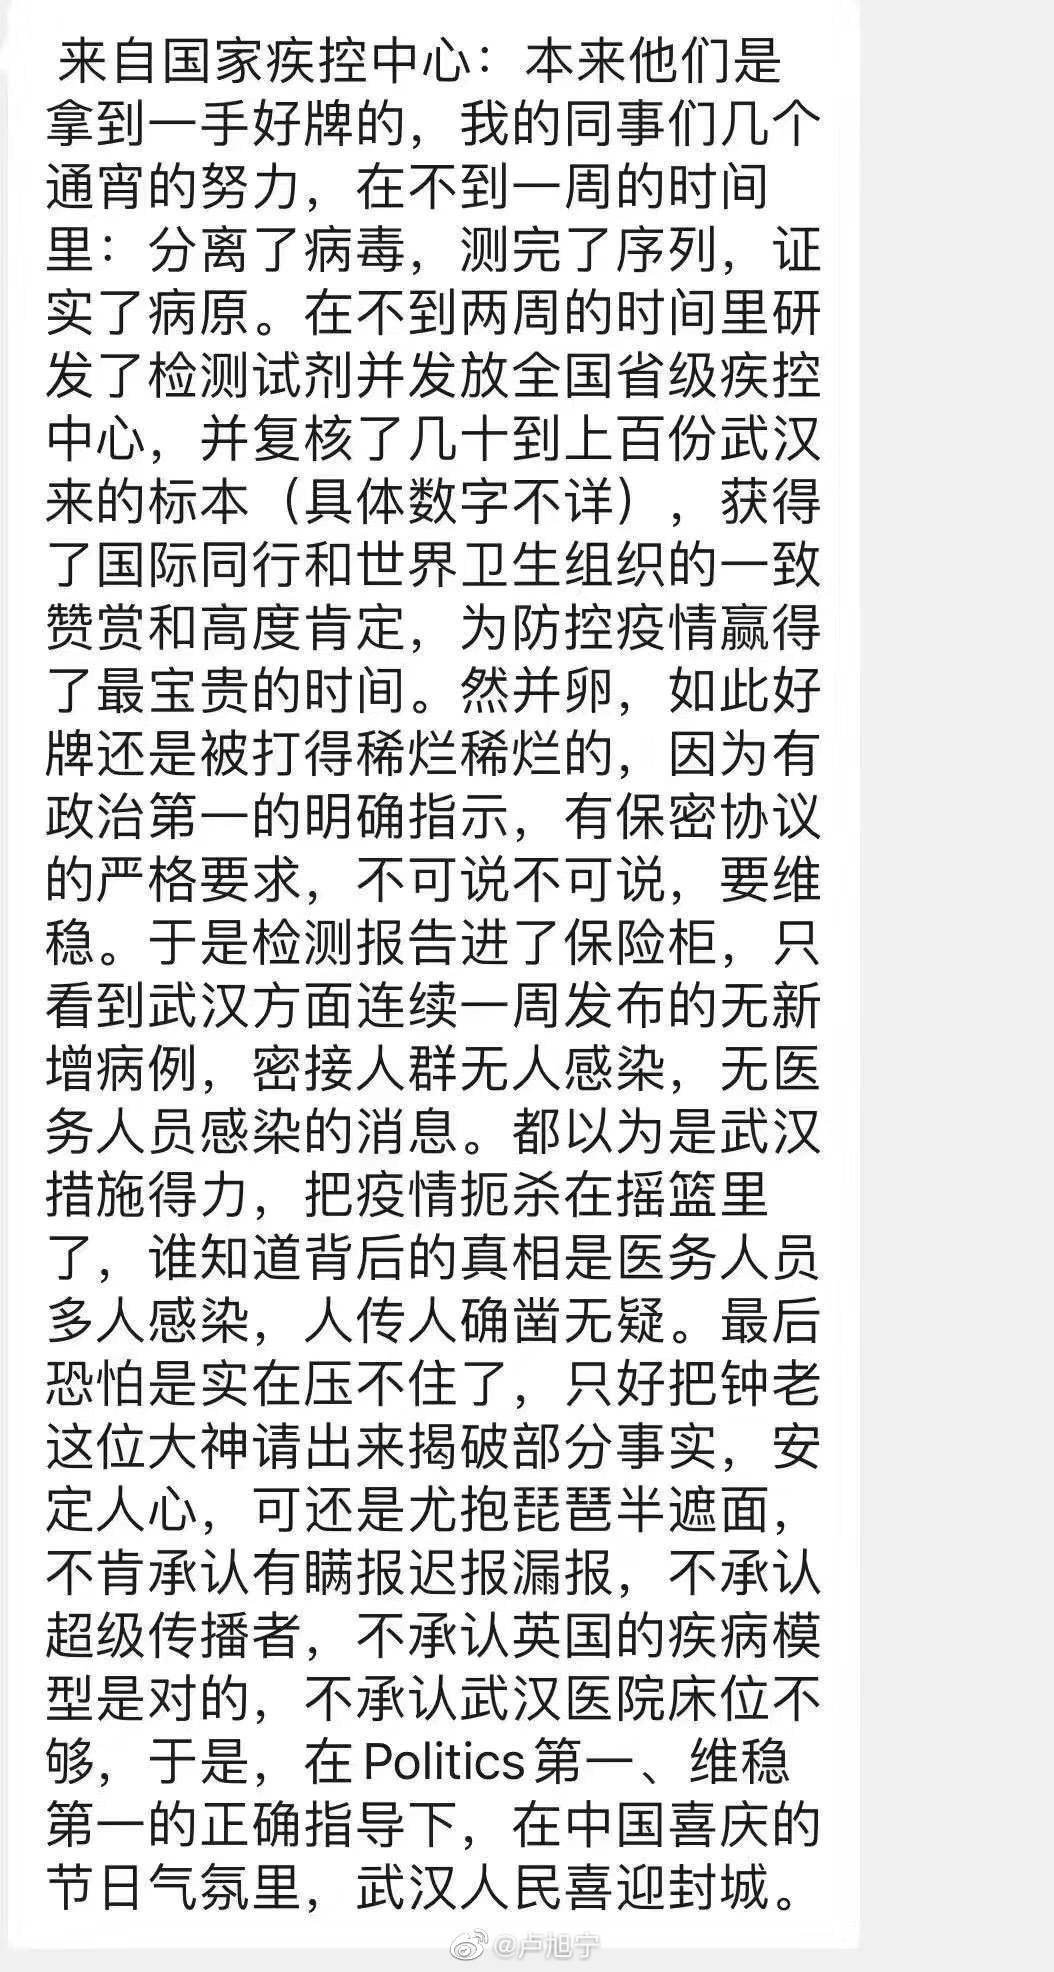 来自国家疾控中心：本来他们是
拿到一手好牌的，我的同事们几个
通宵的努力，在不到一周的时间
里：分离了病毒，测完了序列，证
实了病原。在不到两周的时间里研
发了检测试剂并发放全国省级疾控
中心，并复核了几十到上百份武汉
来的标本（具体数字不详），获得
了国际同行和世界卫生组织的一致
赞赏和高度肯定，为防控疫情赢得
了最宝贵的时间。然并卵，如此好
牌还是被打得稀烂稀烂的，因为有
政治第一的明确指示，有保密协议
的严格要求，不可说不可说，要维
稳。于是检测报告进了保险柜，只
看到武汉方面连续一周发布的无新
增病例，密接人群无人感染，无医
务人员感染的消息。都以为是武汉
措施得力，把疫情扼杀在摇篮里
了，谁知道背后的真相是医务人员
多人感染，人传人确凿无疑。最后
恐怕是实在压不住了，只好把钟老
这位大神请出来揭破部分事实，安
定人心，可还是尤抱琵琶半遮面，
不肯承认有瞒报迟报漏报，不承认
超级传播者，不承认英国的疾病模
型是对的，不承认武汉医院床位不
够，于是，在Politics第一、维稳
第一的正确指导下，在中国喜庆的
节日气氛里，武汉人民喜迎封城。
@卢旭宁